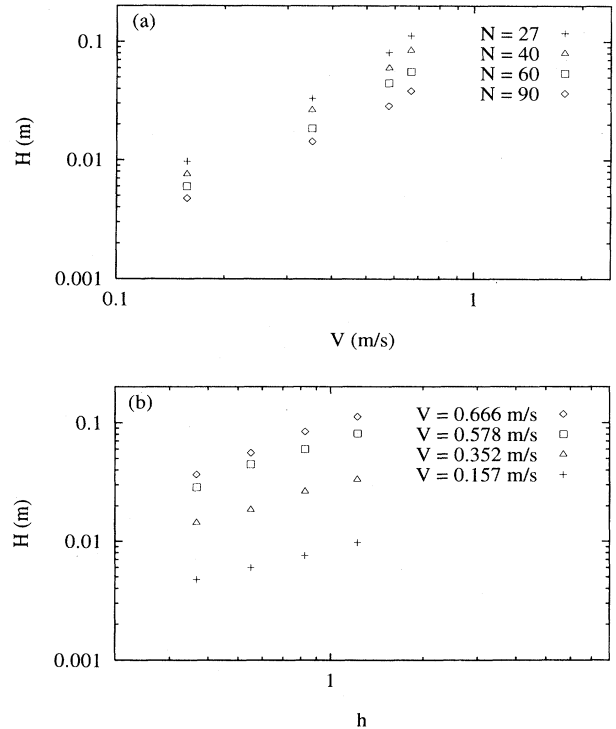 (a)
N = 27
N = 40
N = 60
N = 90
0.1
0.01
0.001
H (m)
0.1
1
V (m/s)
(b)
V = 0.666 m/s
V = 0.578 m/s
V = 0.352 m/s
V = 0.157 m/s
0.1
0.01
0.001
H (m)
1
h